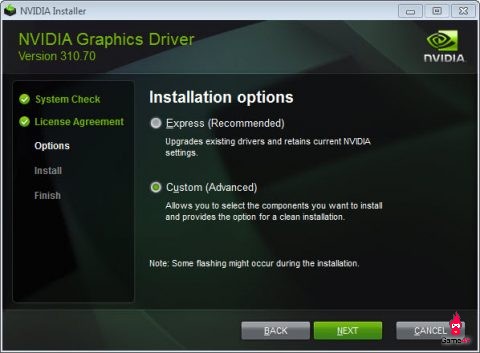 NVIDIA Installer
NVIDIA Graphics Driver
Version 310.70
NVIDIA
System Check
License Agreement
Options
Install
Finish
Installation options
Express (Recommended)
Upgrades existing drivers and retains current NVIDIA
settings.
Custom (Advanced)
Allows you to select the components you want to install
and provides the option for a clean installation.
Note: Some flashing might occur during the installation.
BACK
NEXT
CANCEL